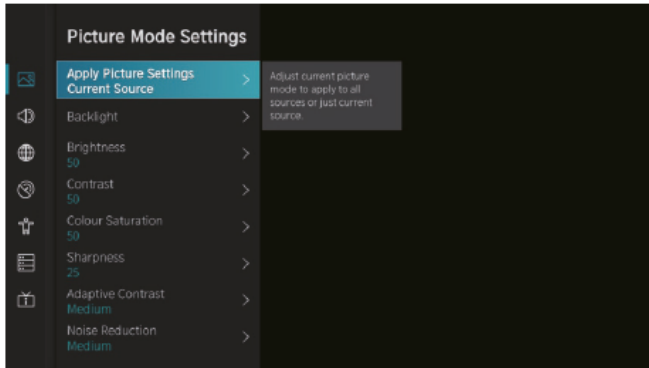 Picture Mode Settings
Apply Picture Settings
Current Source
Adjust current picture
mode to apply to all
sources or just current
source.
Backlight
Brightness
50
Contrast
50
Colour Saturation
50
Sharpness
25
Adaptive Contrast
Medium
Noise Reduction
Medium